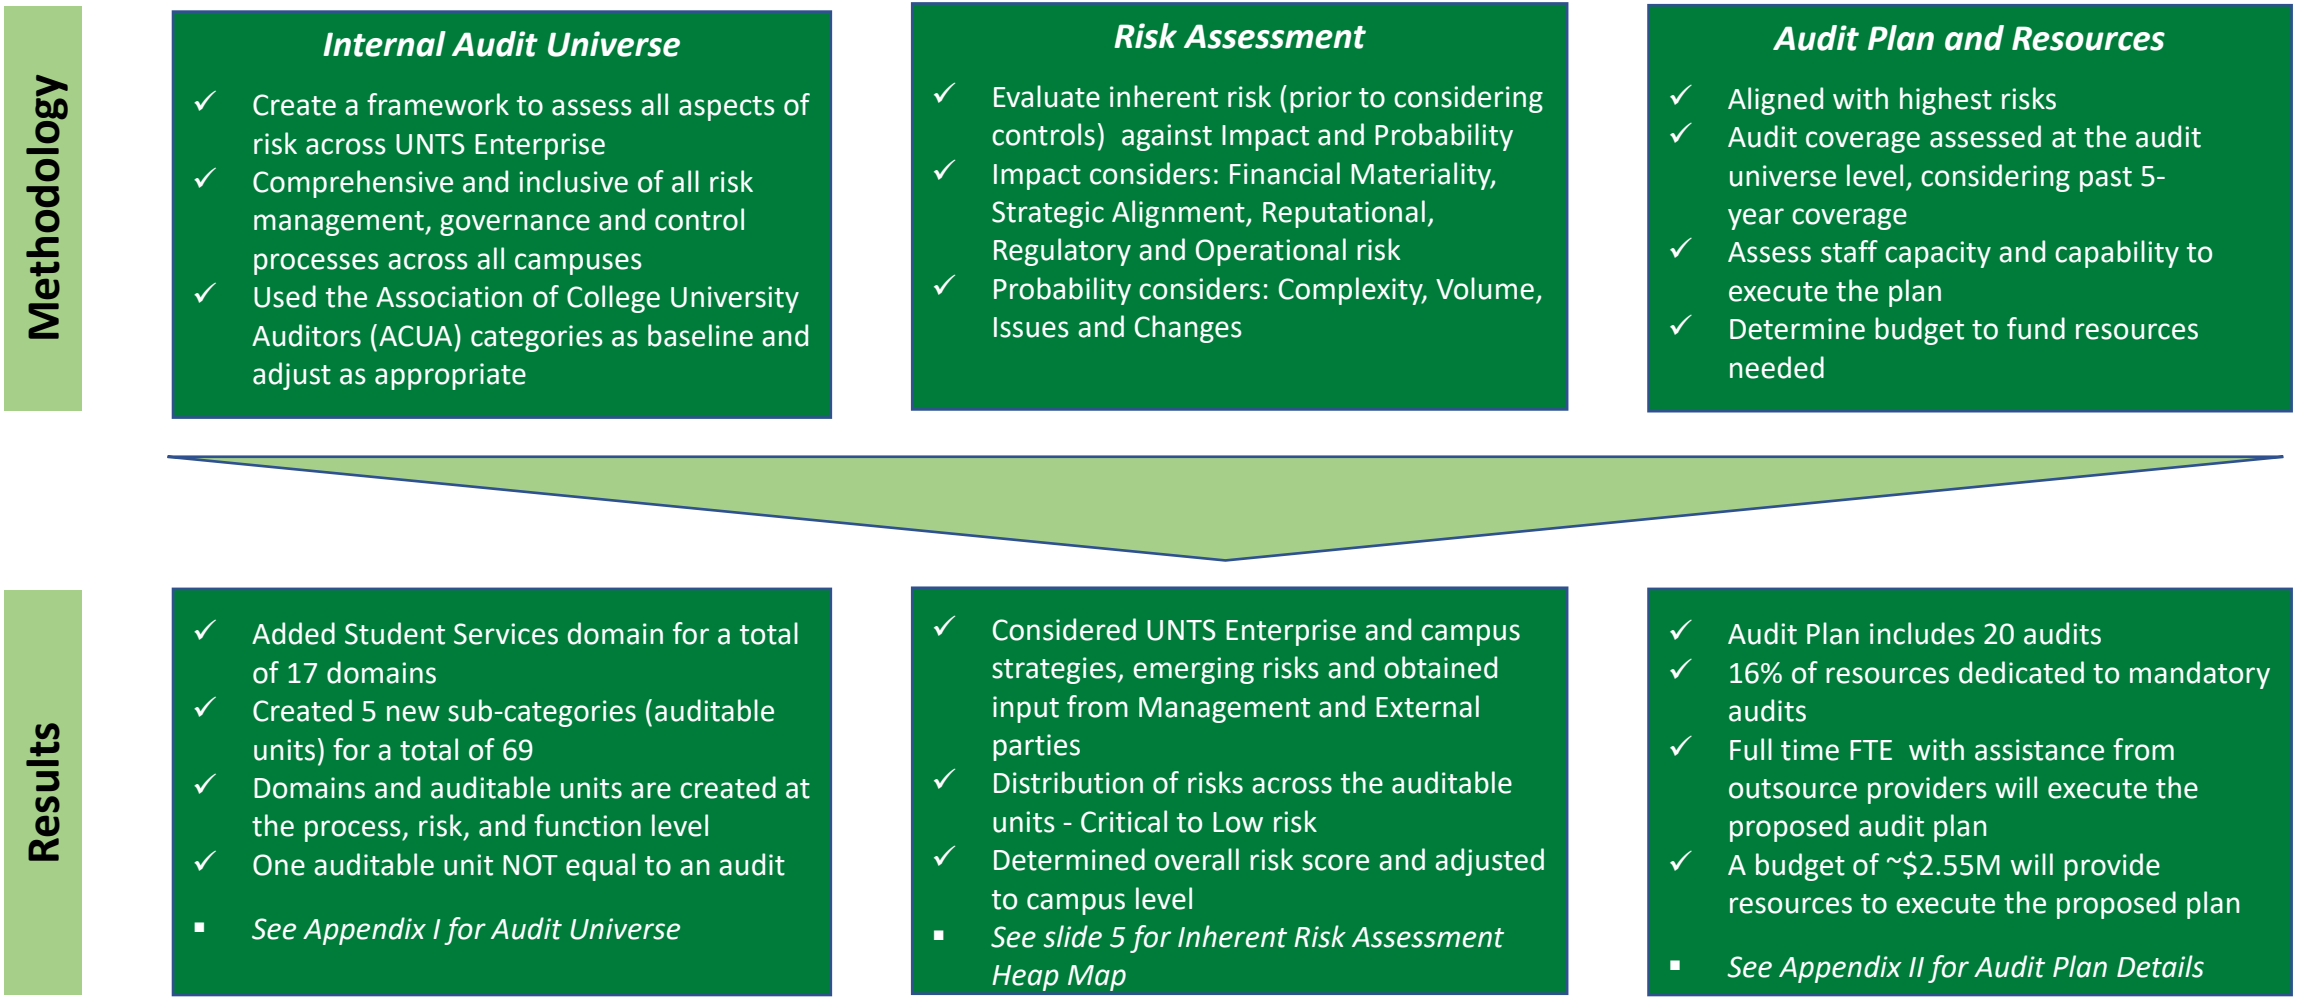 Methodology
Internal Audit Universe
✓ Create a framework to assess all aspects of
risk across UNTS Enterprise
✓ Comprehensive and inclusive of all risk
management, governance and control
processes across all campuses
✓ Used the Association of College University
Auditors (ACUA) categories as baseline and
adjust as appropriate
Risk Assessment
✓ Evaluate inherent risk (prior to considering
controls)  against Impact and Probability
✓ Impact considers: Financial Materiality,
Strategic Alignment, Reputational,
Regulatory and Operational risk
✓ Probability considers: Complexity, Volume,
Issues and Changes
Audit Plan and Resources
✓ Aligned with highest risks
✓ Audit coverage assessed at the audit
universe level, considering past 5-
year coverage
✓ Assess staff capacity and capability to
execute the plan
✓ Determine budget to fund resources
needed
Results
✓ Added Student Services domain for a total
of 17 domains
✓ Created 5 new sub-categories (auditable
units) for a total of 69
✓ Domains and auditable units are created at
the process, risk, and function level
✓ One auditable unit NOT equal to an audit
▪ See Appendix I for Audit Universe
✓ Considered UNTS Enterprise and campus
strategies, emerging risks and obtained
input from Management and External
parties
✓ Distribution of risks across the auditable
units - Critical to Low risk
✓ Determined overall risk score and adjusted
to campus level
▪ See slide 5 for Inherent Risk Assessment
Heap Map
✓ Audit Plan includes 20 audits
✓ 16% of resources dedicated to mandatory
audits
✓ Full time FTE  with assistance from
outsource providers will execute the
proposed audit plan
✓ A budget of ~$2.55M will provide
resources to execute the proposed plan
▪ See Appendix II for Audit Plan Details